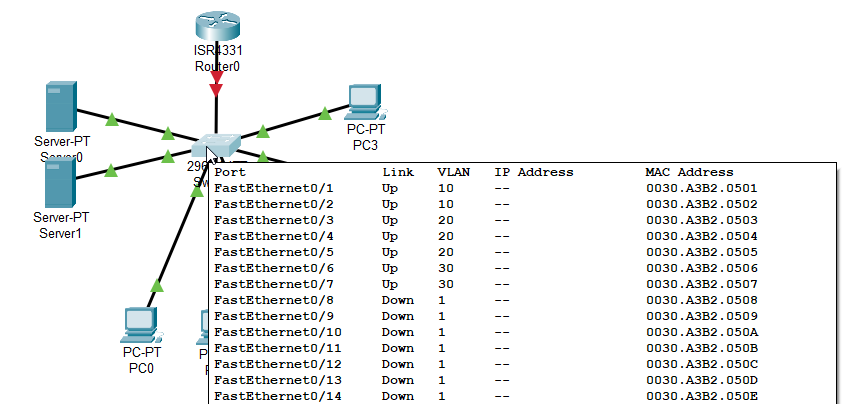 ISR4331
Router0
Server-PT
Server0
Server-PT
Server1
PC-PT
PC3
PC-PT
PC0
Port Link VLAN IP Address MAC Address
FastEthernet0/1 Up 10 -- 0030.A3B2.0501
FastEthernet0/2 Up 10 -- 0030.A3B2.0502
FastEthernet0/3 Up 20 -- 0030.A3B2.0503
FastEthernet0/4 Up 20 -- 0030.A3B2.0504
FastEthernet0/5 Up 20 -- 0030.A3B2.0505
FastEthernet0/6 Up 30 -- 0030.A3B2.0506
FastEthernet0/7 Up 30 -- 0030.A3B2.0507
FastEthernet0/8 Down 1 -- 0030.A3B2.0508
FastEthernet0/9 Down 1 -- 0030.A3B2.0509
FastEthernet0/10 Down 1 -- 0030.A3B2.050A
FastEthernet0/11 Down 1 -- 0030.A3B2.050B
FastEthernet0/12 Down 1 -- 0030.A3B2.050C
FastEthernet0/13 Down 1 -- 0030.A3B2.050D
FastEthernet0/14 Down 1 -- 0030.A3B2.050E